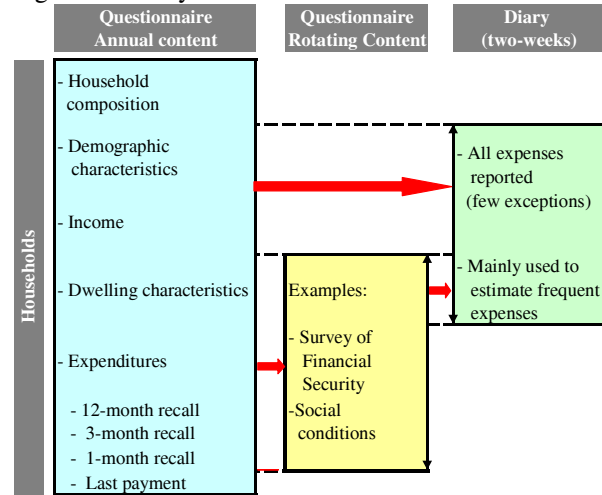 Questionnaire
Annual content
Questionnaire
Rotating Content
Diary
(two-weeks)
Households
- Household
composition
- Demographic
characteristics
- Income
- Dwelling characteristics
- Expenditures
- 12-month recall
- 3-month recall
- 1-month recall
- Last payment
Examples:
- Survey of
Financial
Security
-Social
conditions
- All expenses
reported
(few exceptions)
- Mainly used to
estimate frequent
expenses